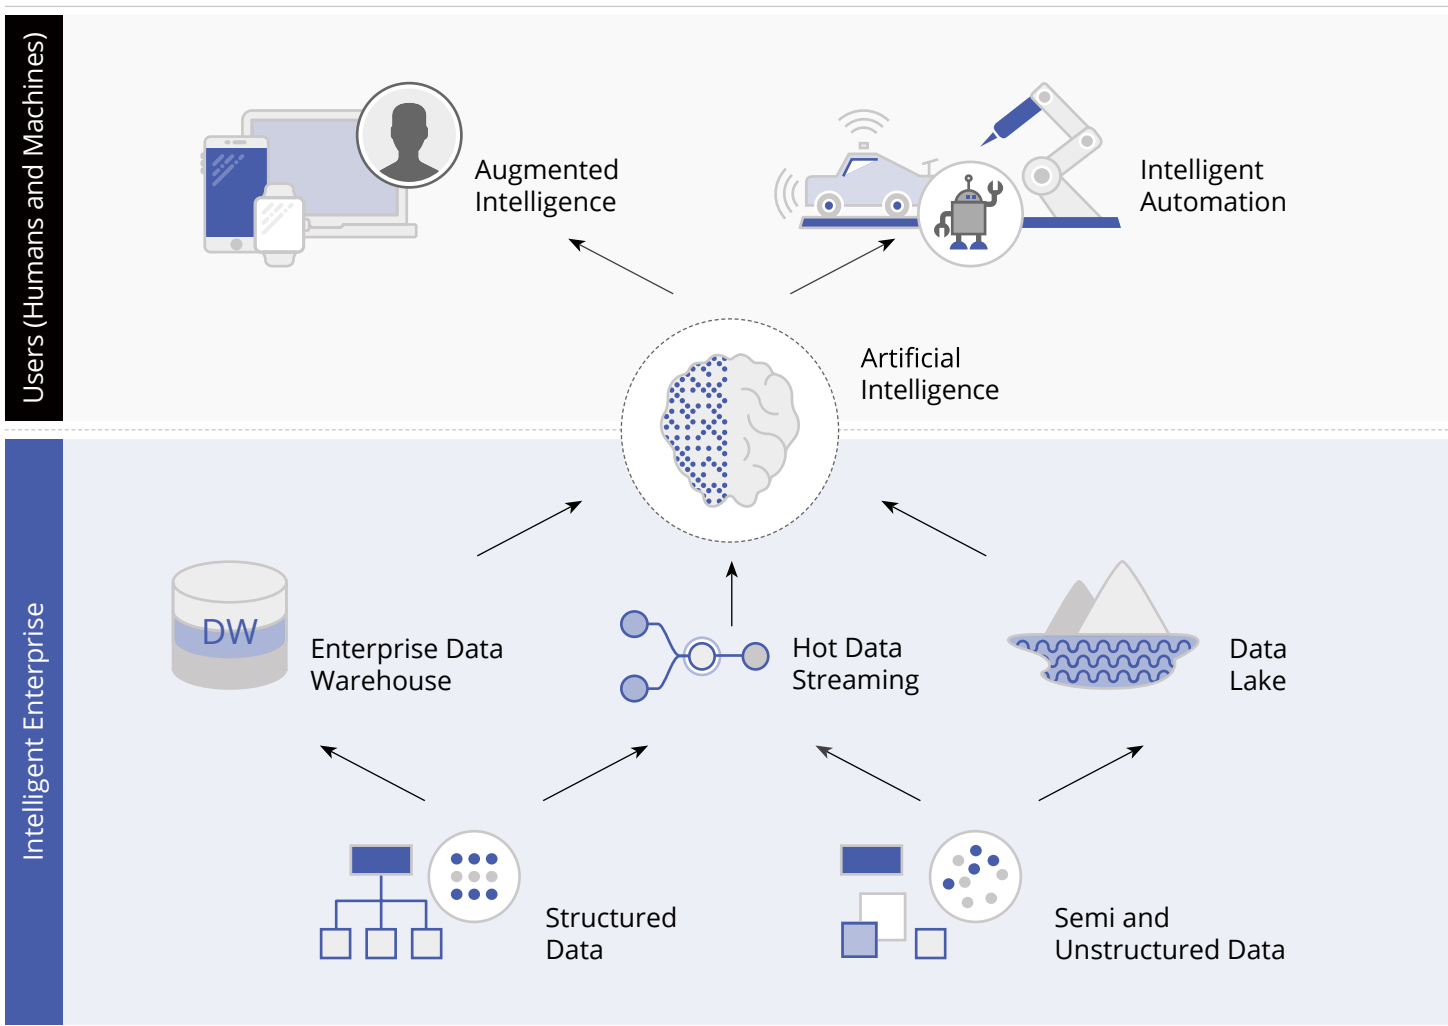 Users (Humans and Machines)
Augmented
Intelligence
Intelligent
Automation
Artificial
Intelligence
Intelligent Enterprise
DW
Enterprise Data
Warehouse
Hot Data
Streaming
Data
Lake
Structured
Data
Semi and
Unstructured Data